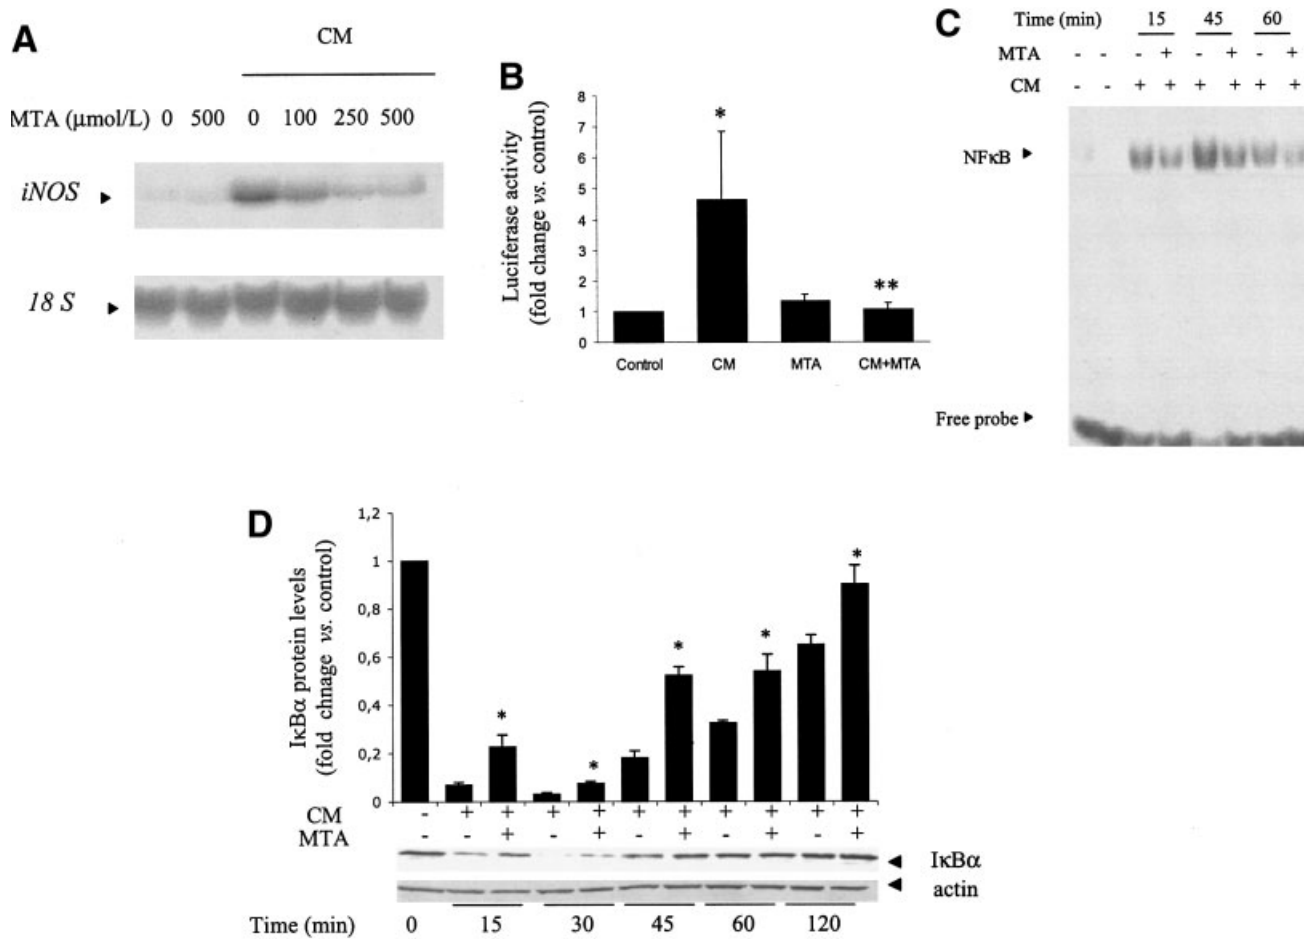 A
CM
MTA (μmol/L) 0 500 0 100 250 500
iNOS
18 S
B
Luciferase activity
(fold change vs. control)
8
7
6
5
4
3
2
1
0
*
**
Control CM MTA CM+MTA
C
Time (min) 15 45 60
MTA - - - + - + - +
CM - - + + + + + +
NFκB
Free probe
D
IκBα protein levels
(fold chnage vs. control)
1,2
1
0,8
0,6
0,4
0,2
0
* * * * *
CM - + + + + + + + + + +
MTA - - + - + - + - + - +
IκBα
actin
Time (min) 0 15 30 45 60 120